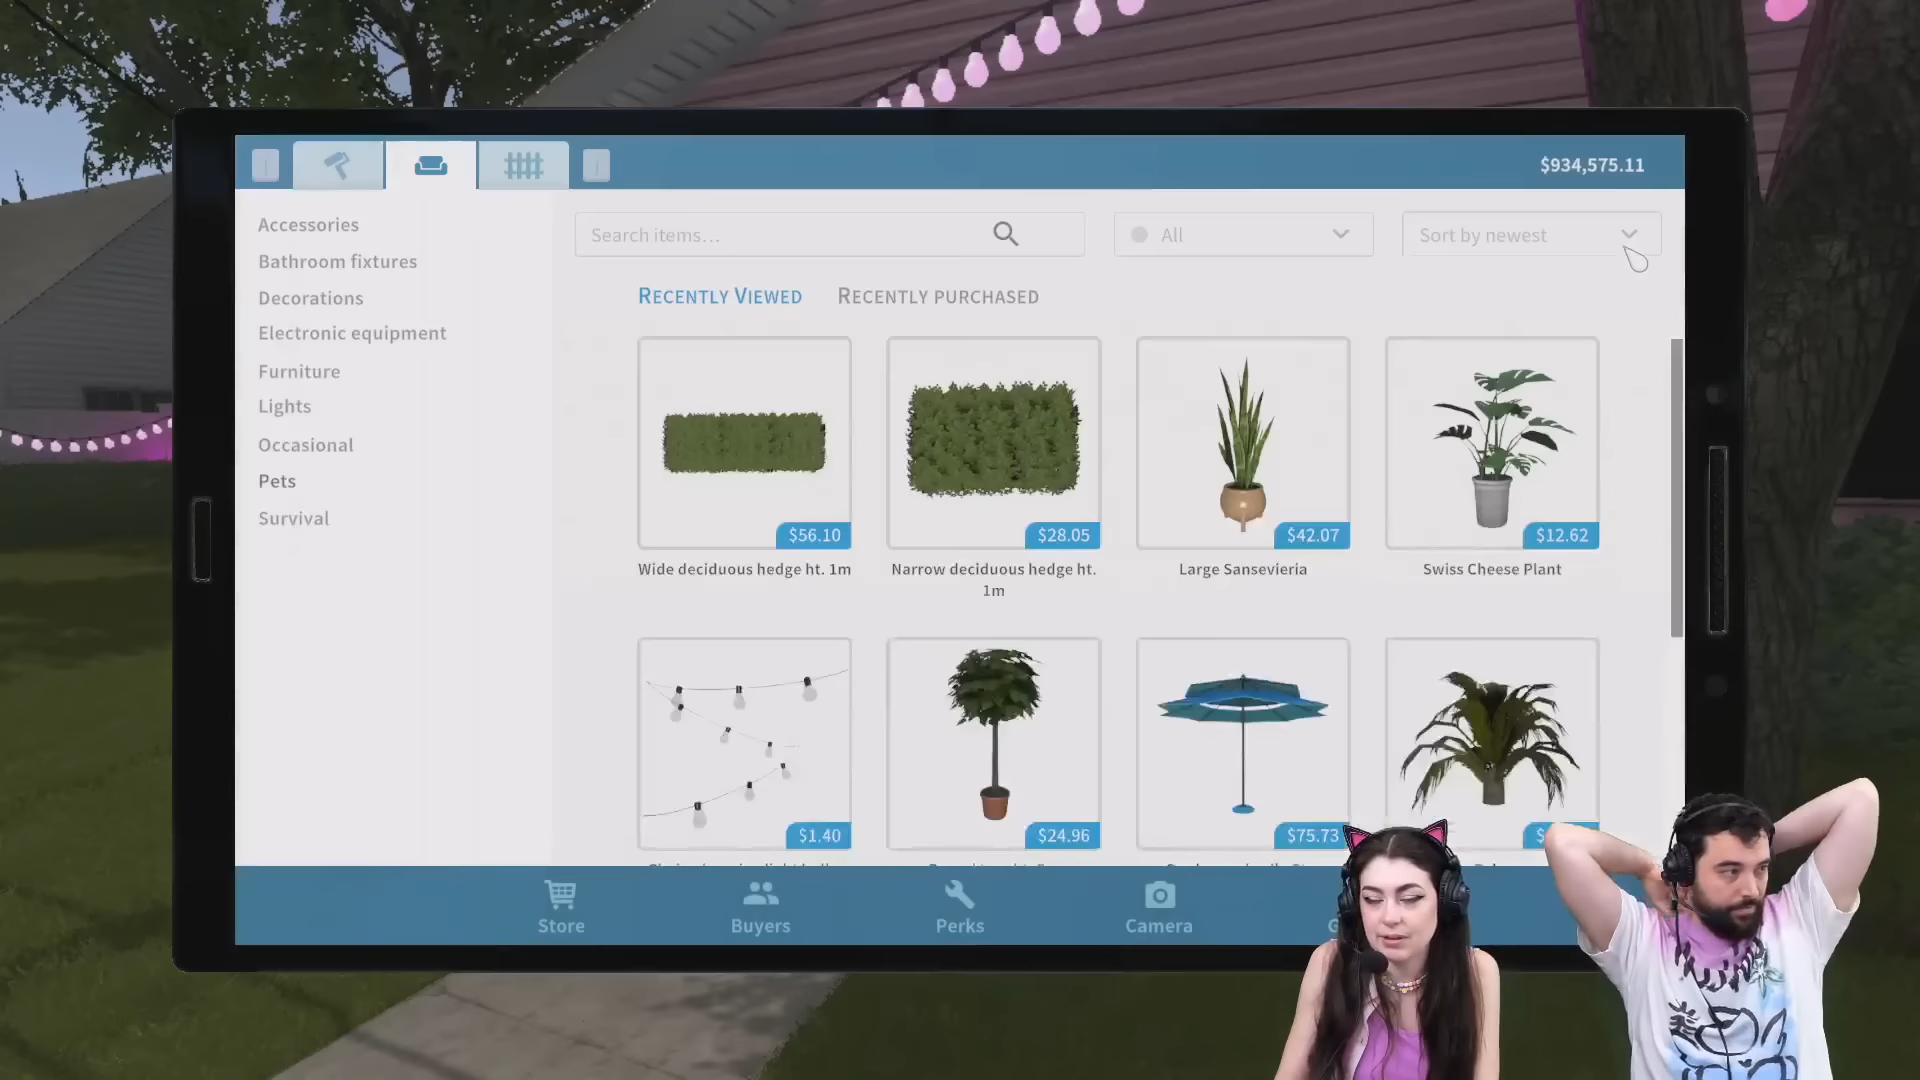 $934,575.11
Accessories
Bathroom fixtures
Decorations
Electronic equipment
Furniture
Lights
Occasional
Pets
Survival
Search items...
All
Sort by newest
RECENTLY VIEWED
RECENTLY PURCHASED
$56.10
$28.05
$42.07
$12.62
Wide deciduous hedge ht. 1m
Narrow deciduous hedge ht.
1m
Large Sansevieria
Swiss Cheese Plant
$1.40
$24.96
$75.73
Store
Buyers
Perks
Camera